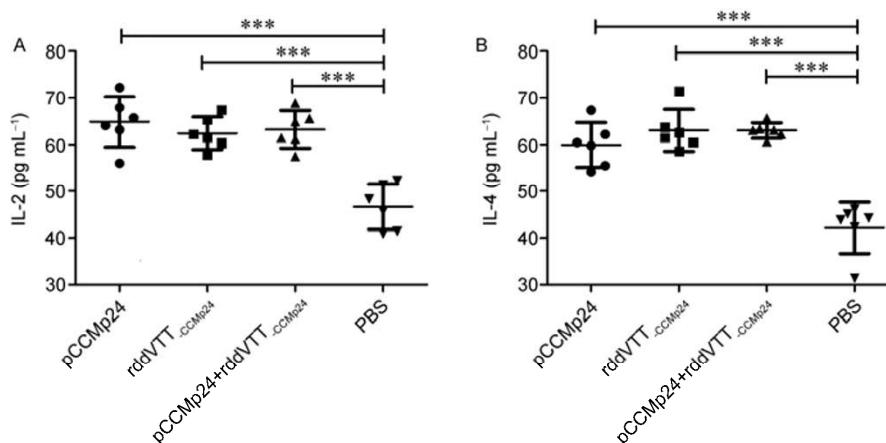 A
***
***
***
IL-2 (pg mL⁻¹)
80
70
60
50
40
30
pCCMp24
rddVTT-CCMp24
pCCMp24+rddVTT-CCMp24
PBS
B
***
***
***
IL-4 (pg mL⁻¹)
80
70
60
50
40
30
pCCMp24
rddVTT-CCMp24
pCCMp24+rddVTT-CCMp24
PBS